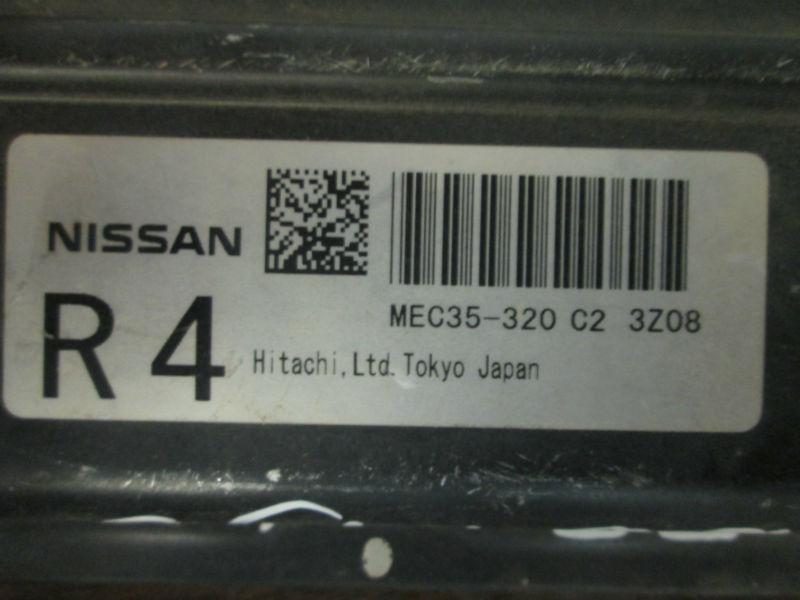 NISSAN
R 4
MEC35-320 C2 3Z08
Hitachi,Ltd.Tokyo Japan